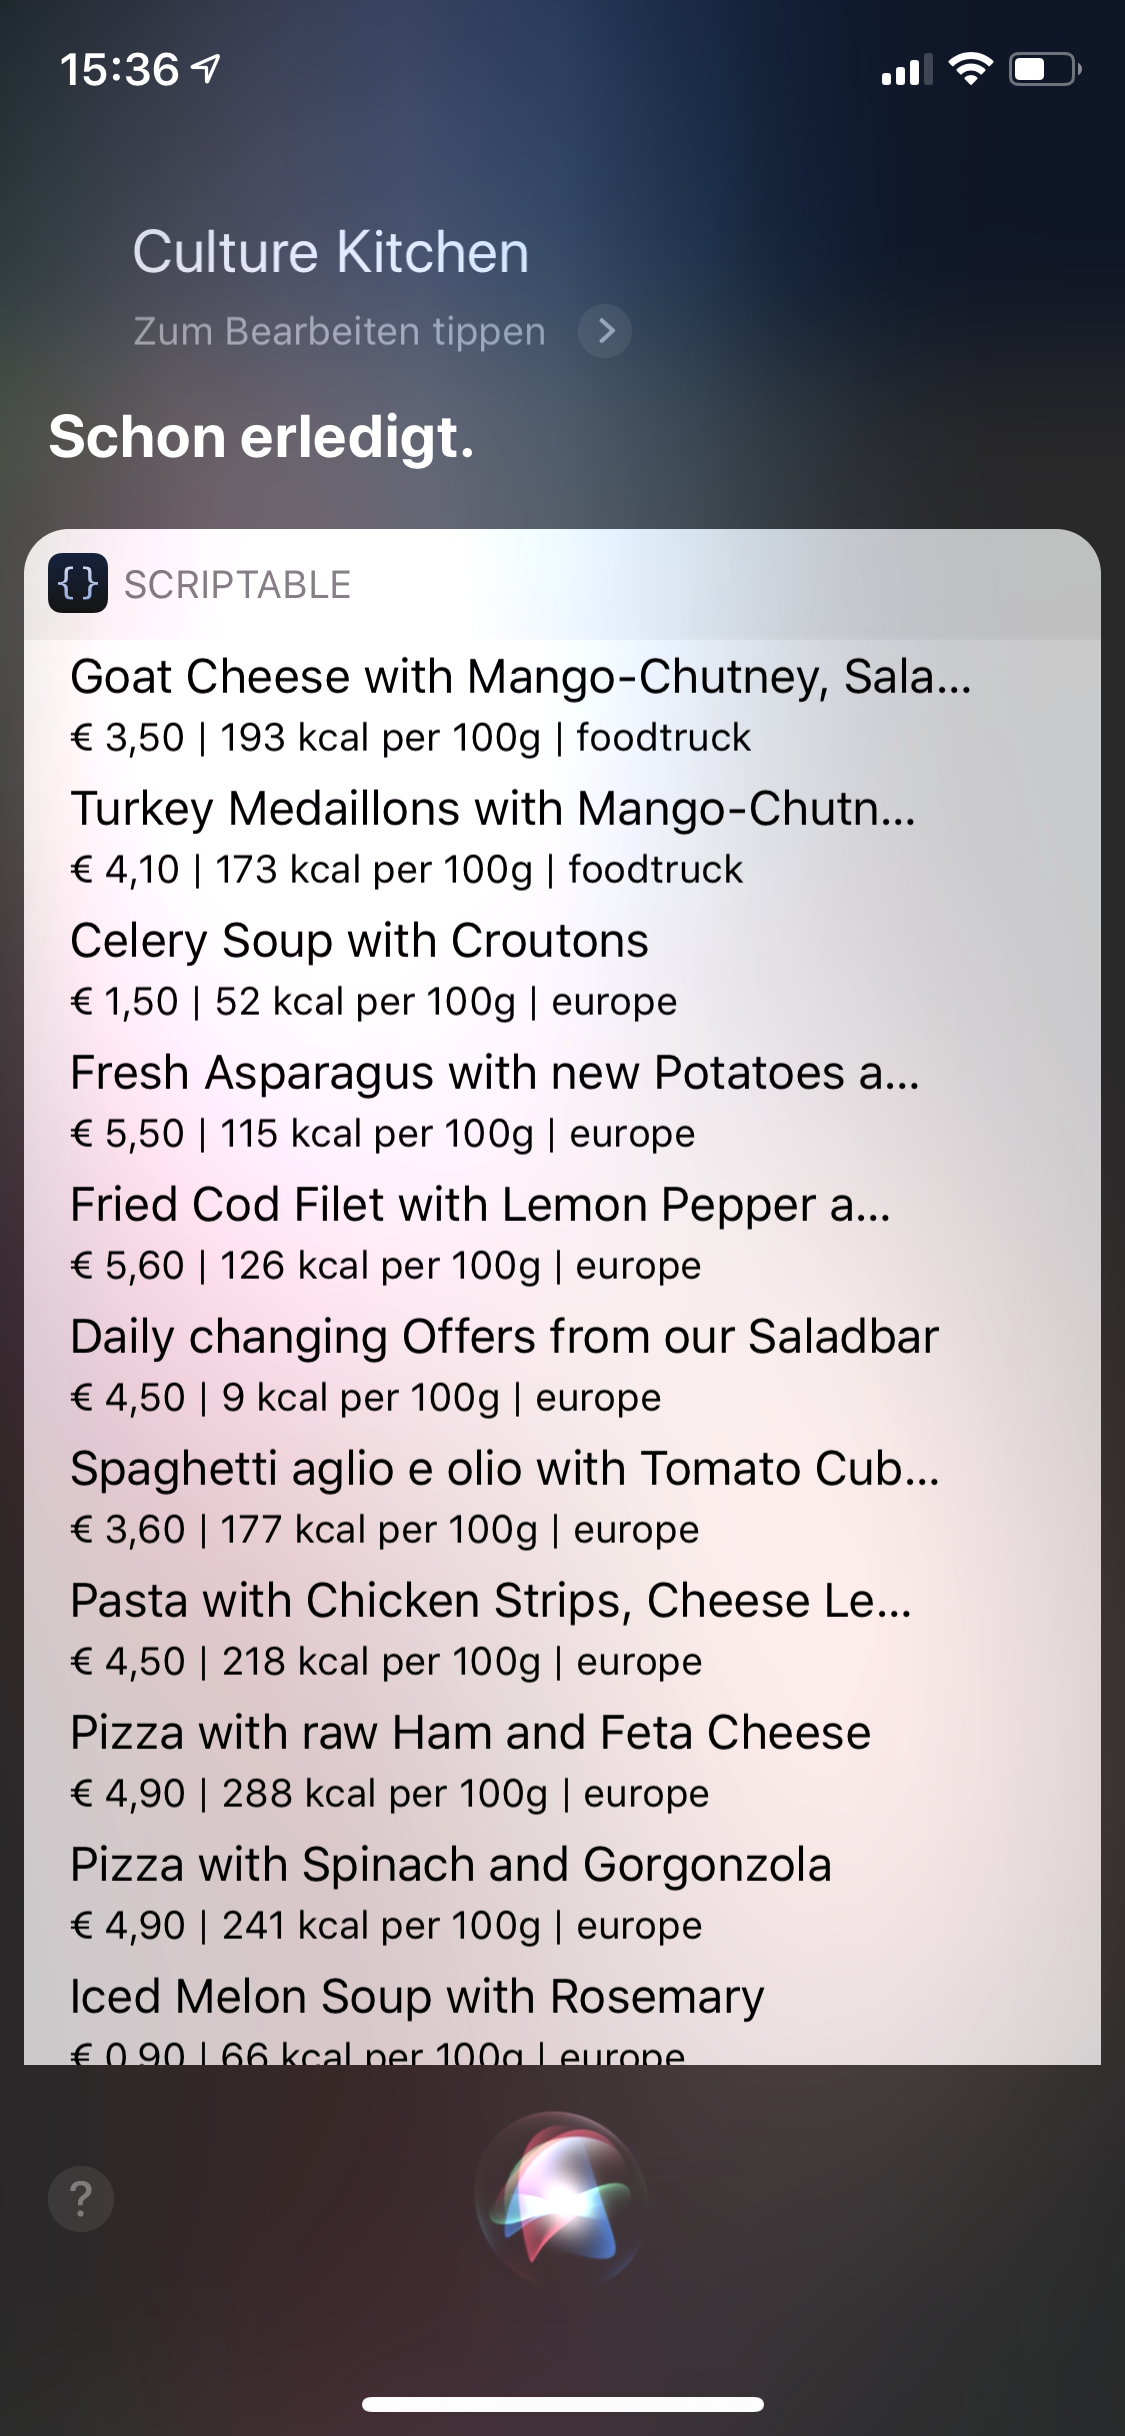 15:36
Culture Kitchen
Zum Bearbeiten tippen
Schon erledigt.
{} SCRIPTABLE
Goat Cheese with Mango-Chutney, Sala...
€ 3,50 | 193 kcal per 100g | foodtruck
Turkey Medaillons with Mango-Chutn...
€ 4,10 | 173 kcal per 100g | foodtruck
Celery Soup with Croutons
€ 1,50 | 52 kcal per 100g | europe
Fresh Asparagus with new Potatoes a...
€ 5,50 | 115 kcal per 100g | europe
Fried Cod Filet with Lemon Pepper a...
€ 5,60 | 126 kcal per 100g | europe
Daily changing Offers from our Saladbar
€ 4,50 | 9 kcal per 100g | europe
Spaghetti aglio e olio with Tomato Cub...
€ 3,60 | 177 kcal per 100g | europe
Pasta with Chicken Strips, Cheese Le...
€ 4,50 | 218 kcal per 100g | europe
Pizza with raw Ham and Feta Cheese
€ 4,90 | 288 kcal per 100g | europe
Pizza with Spinach and Gorgonzola
€ 4,90 | 241 kcal per 100g | europe
Iced Melon Soup with Rosemary
€ 0,90 | 66 kcal per 100g | europe
?